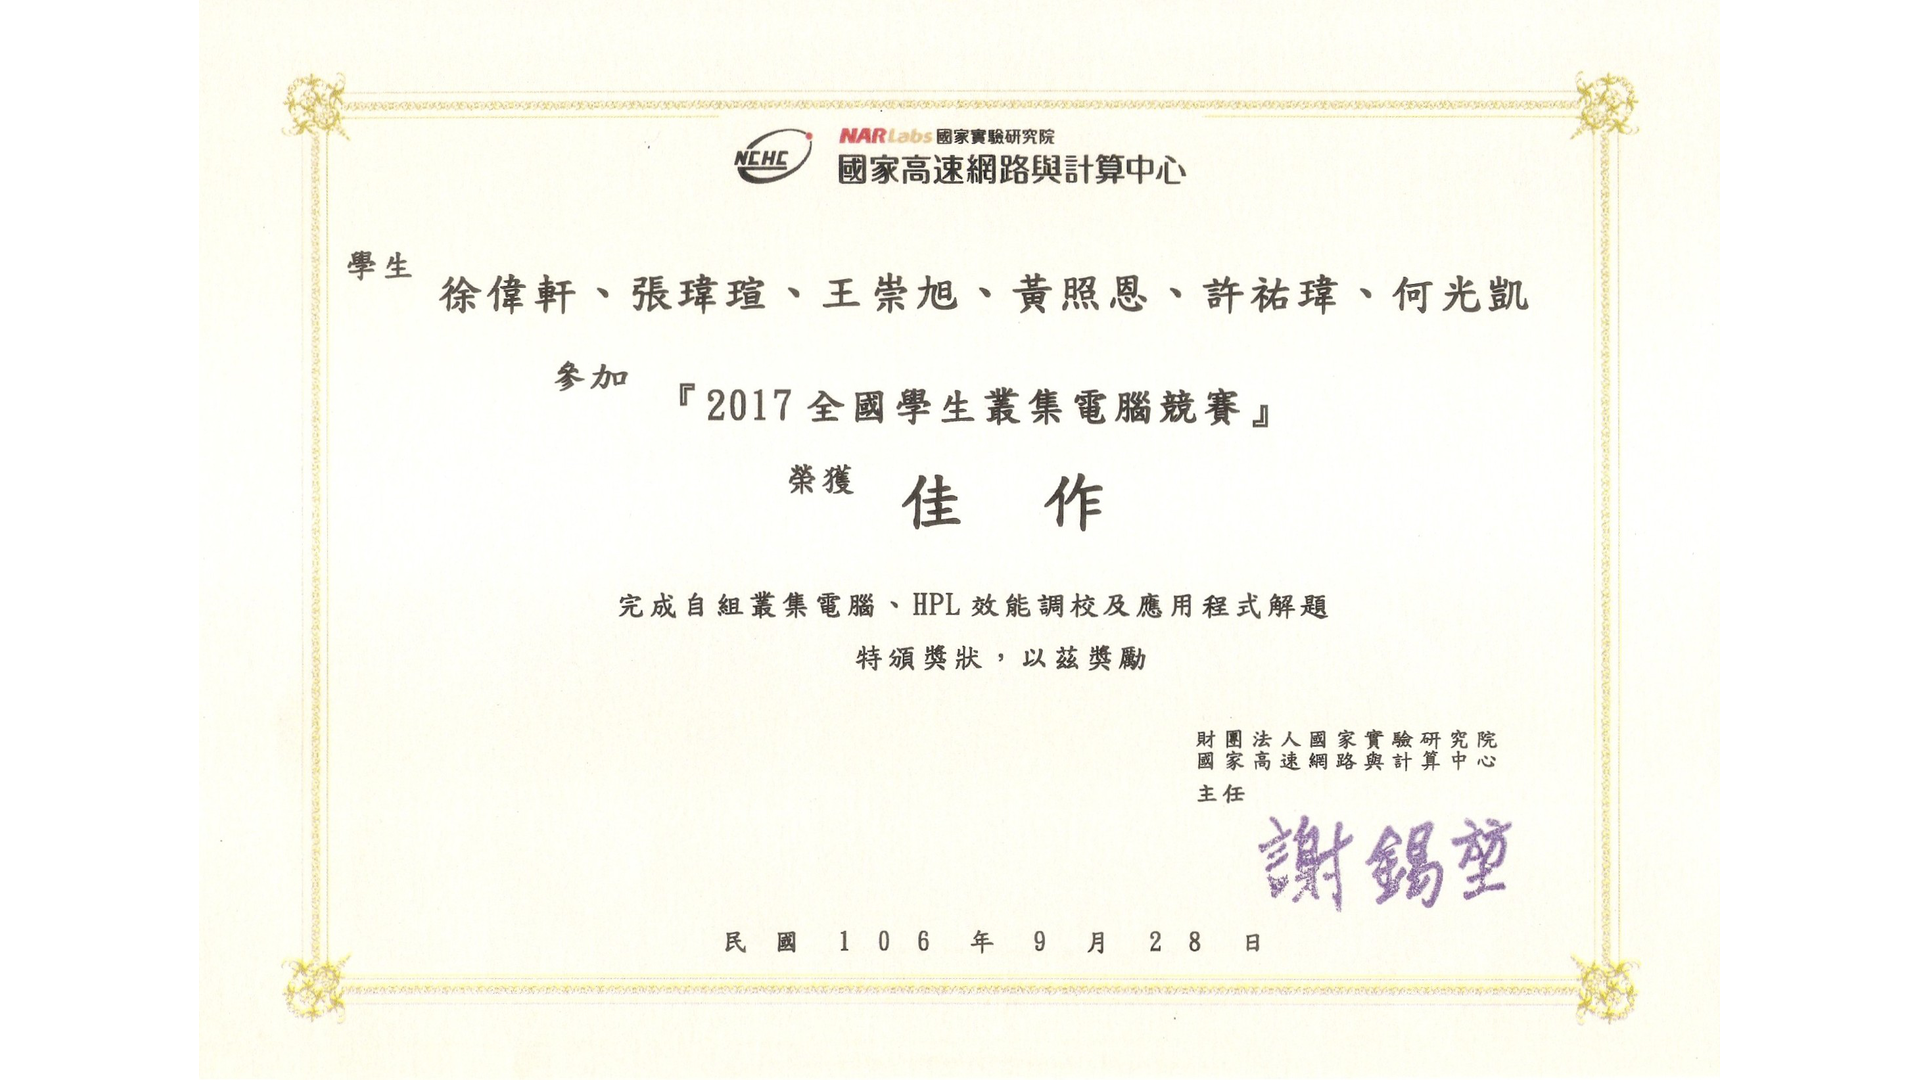 NCHC
NARLabs 國家實驗研究院
國家高速網路與計算中心
學生
徐偉軒、張瑋瑄、王崇旭、黃照恩、許祐瑋、何光凱
參加 『2017 全國學生叢集電腦競賽』
榮獲 佳 作
完成自組叢集電腦、HPL 效能調校及應用程式解題
特頒獎狀，以茲獎勵
財團法人國家實驗研究院
國家高速網路與計算中心
主任
謝錫堃
民 國 1 0 6 年 9 月 2 8 日